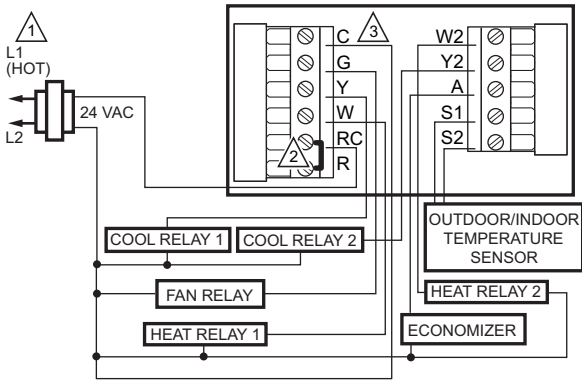 1
L1
(HOT)
L2
24 VAC
C
G
Y
W
RC
R
2
3
W2
Y2
A
S1
S2
OUTDOOR/INDOOR
TEMPERATURE
SENSOR
COOL RELAY 1
COOL RELAY 2
FAN RELAY
HEAT RELAY 2
HEAT RELAY 1
ECONOMIZER